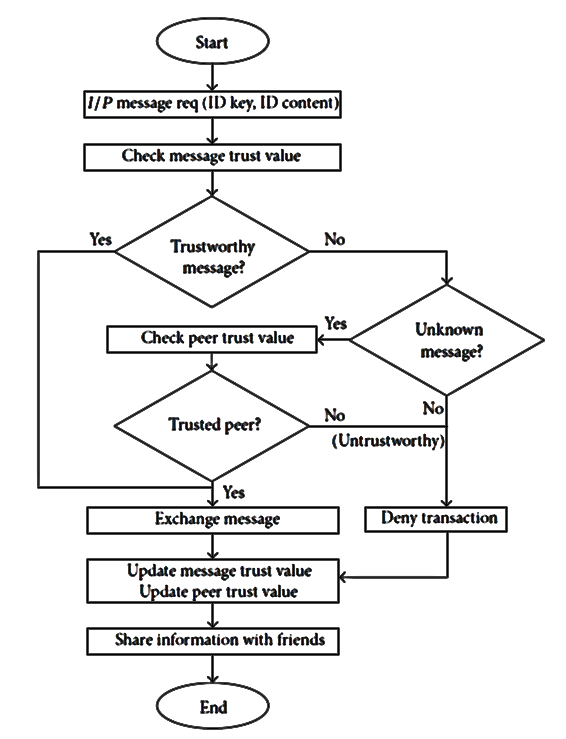 Start
I/P message req (ID key, ID content)
Check message trust value
Yes
Trustworthy
message?
No
Unknown
message?
Yes
Check peer trust value
Trusted peer?
No
(Untrustworthy)
No
Yes
Exchange message
Deny transaction
Update message trust value
Update peer trust value
Share information with friends
End